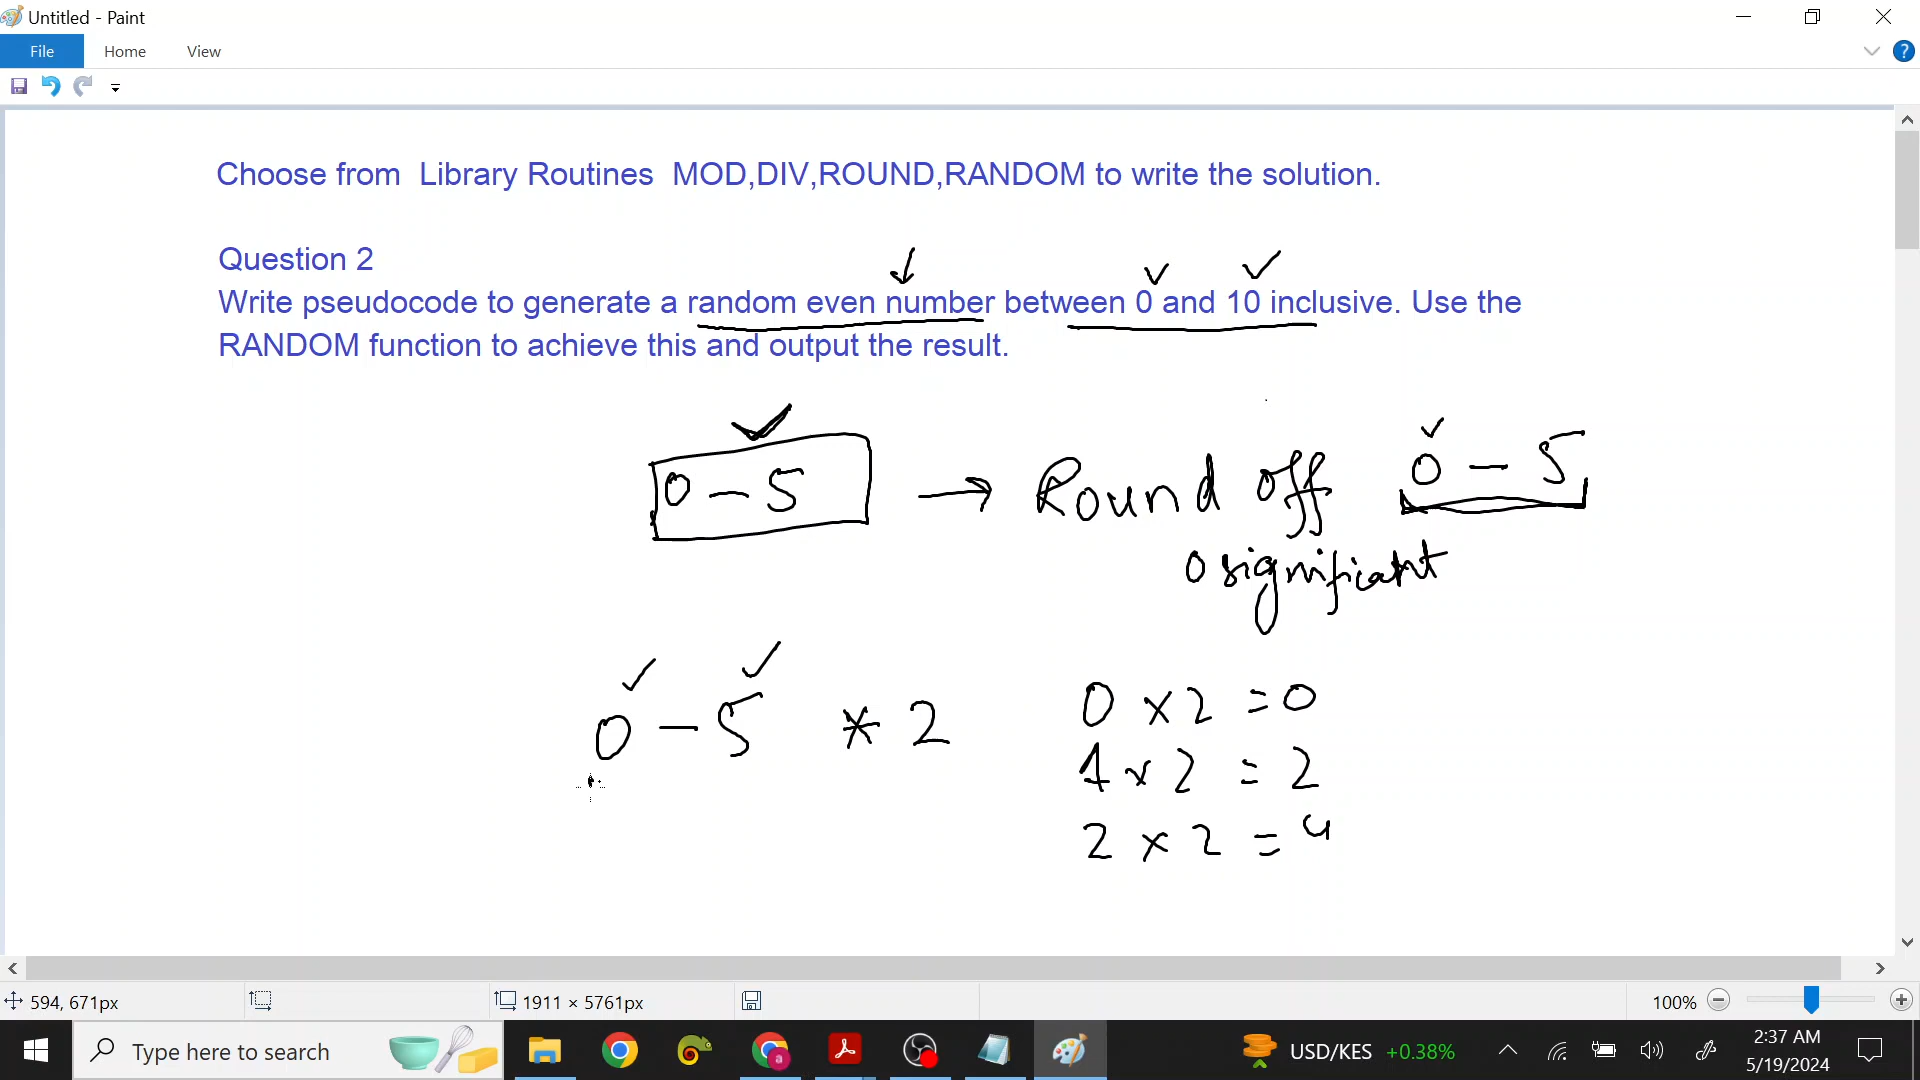 Untitled - Paint
File Home View
Choose from Library Routines MOD,DIV,ROUND,RANDOM to write the solution.
Question 2
Write pseudocode to generate a random even number between 0 and 10 inclusive. Use the
RANDOM function to achieve this and output the result.
0 - 5 → Round off 0 - 5
0 significant
0 - 5 * 2
0 x 2 = 0
1 x 2 = 2
2 x 2 = 4
594, 671px 1911 × 5761px 100%
Type here to search USD/KES +0.38% 2:37 AM
5/19/2024